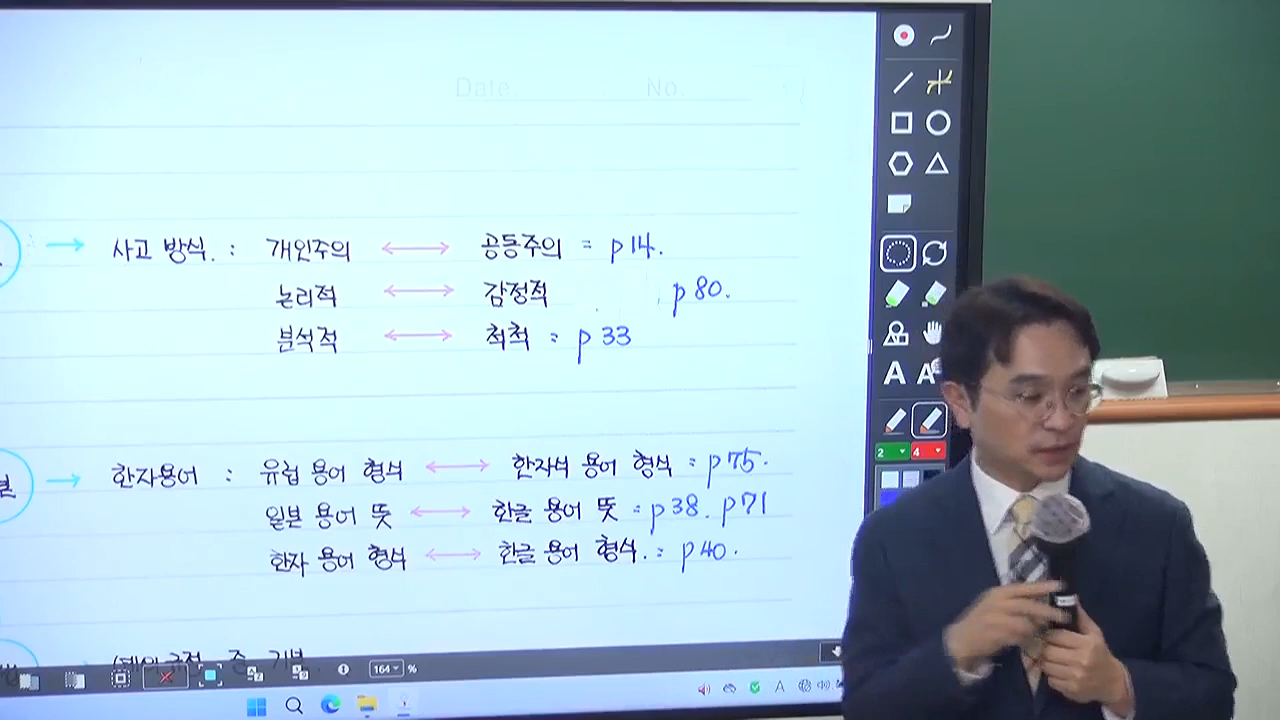 Date. No.
사고 방식. : 개인주의 ↔ 공동주의 = p14.
논리적 ↔ 감정적 p80.
분석적 ↔ 척척 = p33
한자용어 : 유럽 용어 형식 ↔ 한자식 용어 형식 = p75.
일본 용어 뜻 ↔ 한글 용어 뜻 = p38. p71
한자 용어 형식 ↔ 한글 용어 형식. = p40.
A A
2 4
164 %
A